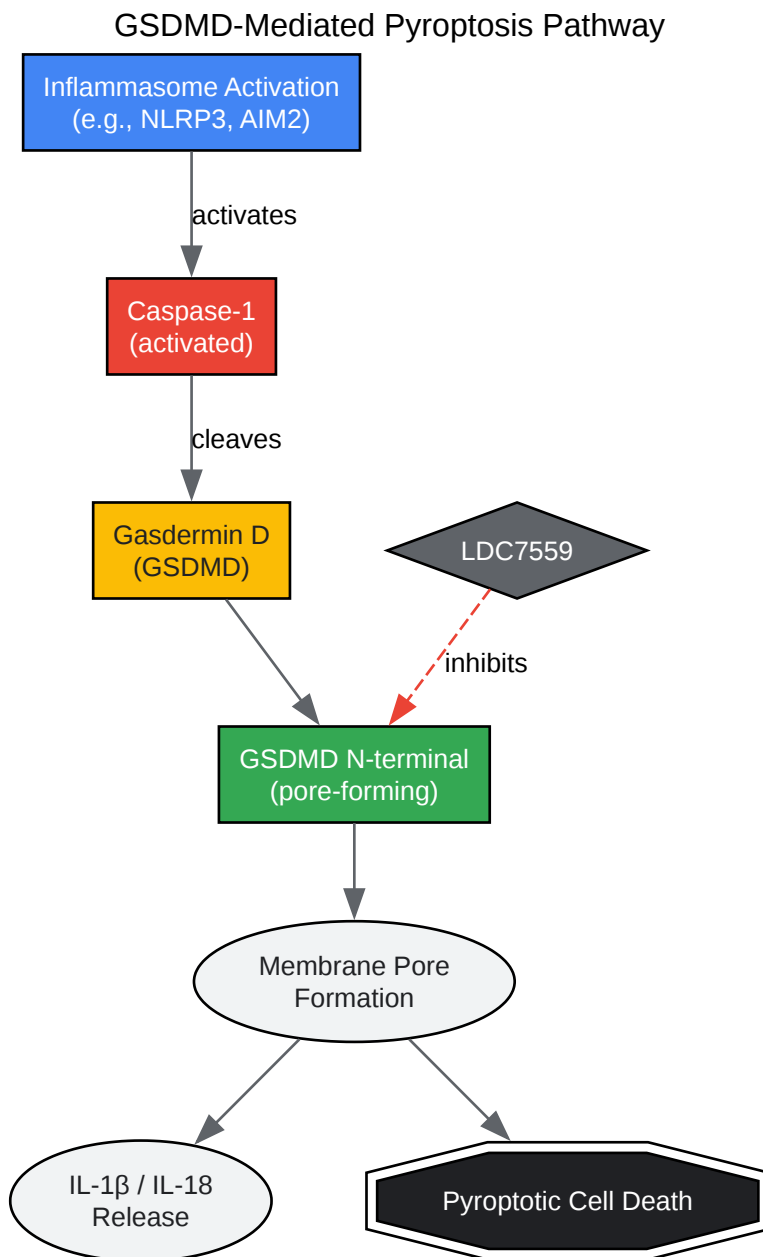 GSDMD-Mediated Pyroptosis Pathway
Inflammasome Activation
(e.g., NLRP3, AIM2)
activates
Caspase-1
(activated)
cleaves
Gasdermin D
(GSDMD)
LDC7559
inhibits
GSDMD N-terminal
(pore-forming)
Membrane Pore
Formation
IL-1β / IL-18
Release
Pyroptotic Cell Death